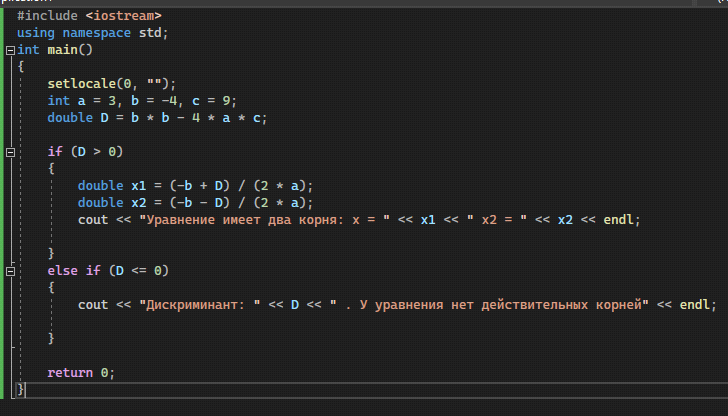 #include <iostream>
using namespace std;
int main()
{
    setlocale(0, "");
    int a = 3, b = -4, c = 9;
    double D = b * b - 4 * a * c;
    if (D > 0)
    {
        double x1 = (-b + D) / (2 * a);
        double x2 = (-b - D) / (2 * a);
        cout << "Уравнение имеет два корня: x = " << x1 << " x2 = " << x2 << endl;
    }
    else if (D <= 0)
    {
        cout << "Дискриминант: " << D << " . У уравнения нет действительных корней" << endl;
    }
    return 0;
}